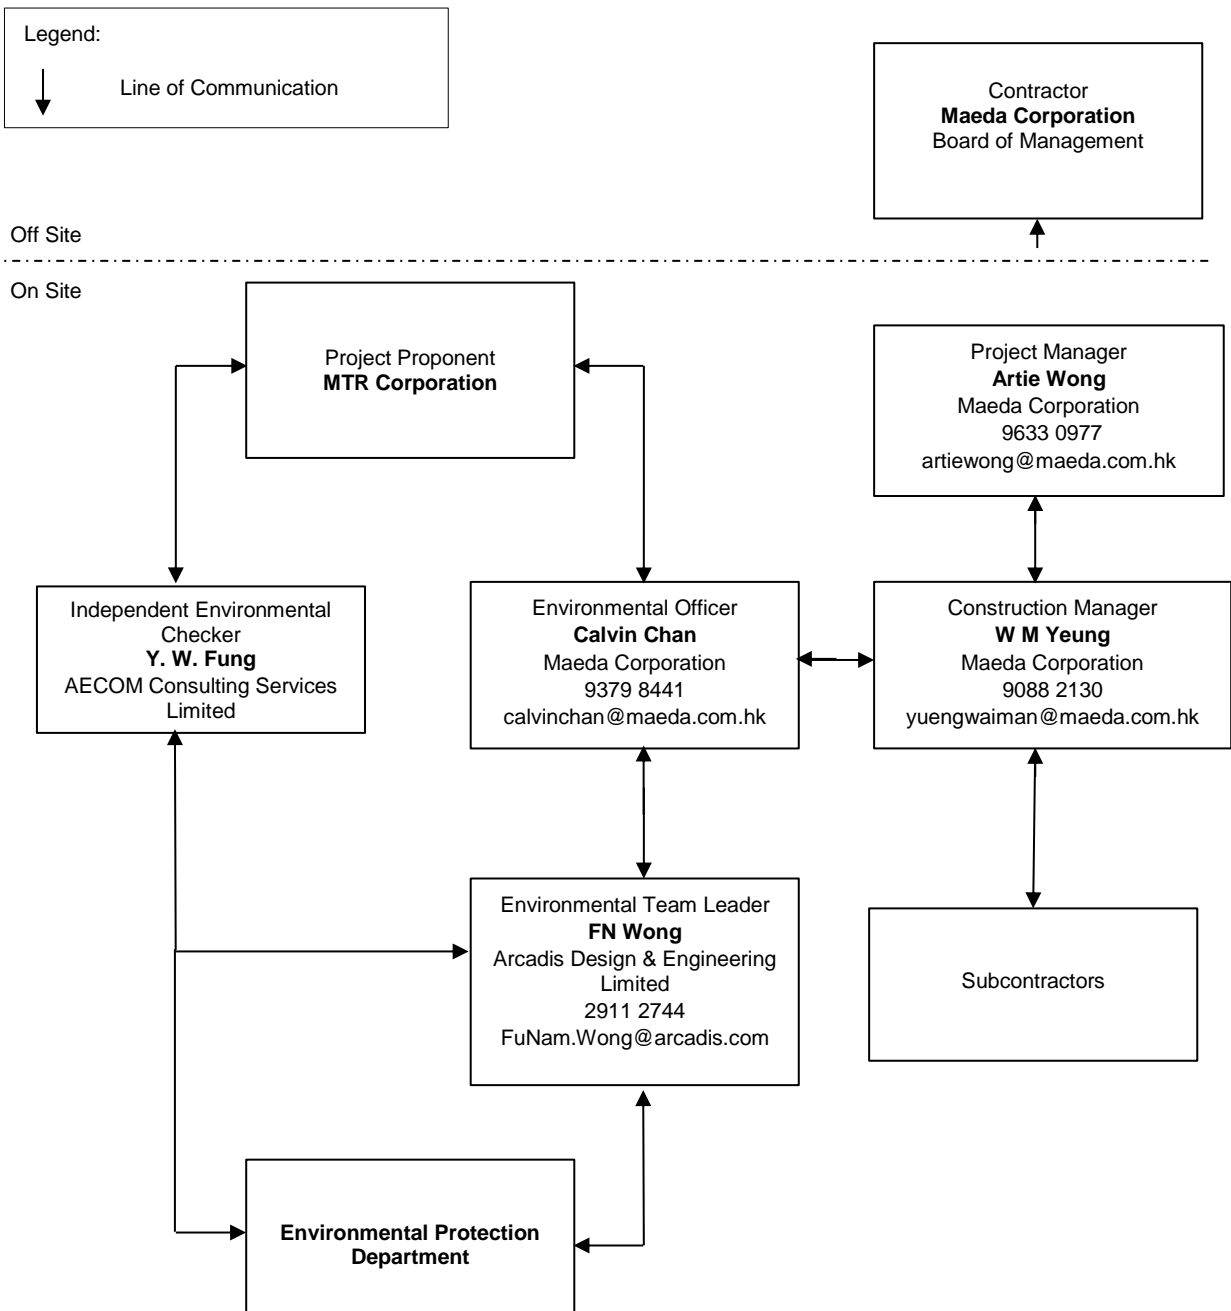 Legend:
Line of Communication
Contractor
Maeda Corporation
Board of Management
Off Site
On Site
Project Proponent
MTR Corporation
Project Manager
Artie Wong
Maeda Corporation
9633 0977
artiewong@maeda.com.hk
Independent Environmental
Checker
Y. W. Fung
AECOM Consulting Services
Limited
Environmental Officer
Calvin Chan
Maeda Corporation
9379 8441
calvinchan@maeda.com.hk
Construction Manager
W M Yeung
Maeda Corporation
9088 2130
yuengwaiman@maeda.com.hk
Environmental Team Leader
FN Wong
Arcadis Design & Engineering
Limited
2911 2744
FuNam.Wong@arcadis.com
Subcontractors
Environmental Protection
Department